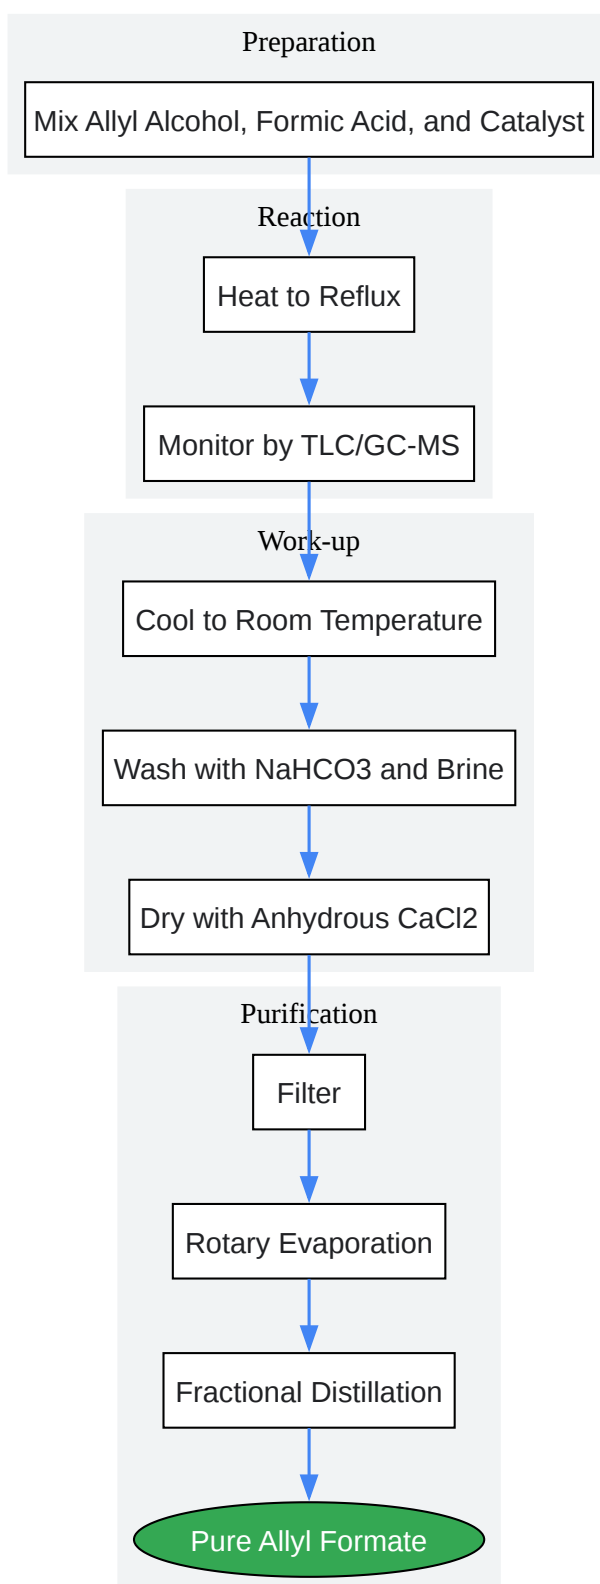 Preparation
Mix Allyl Alcohol, Formic Acid, and Catalyst
Reaction
Heat to Reflux
Monitor by TLC/GC-MS
Work-up
Cool to Room Temperature
Wash with NaHCO3 and Brine
Dry with Anhydrous CaCl2
Purification
Filter
Rotary Evaporation
Fractional Distillation
Pure Allyl Formate